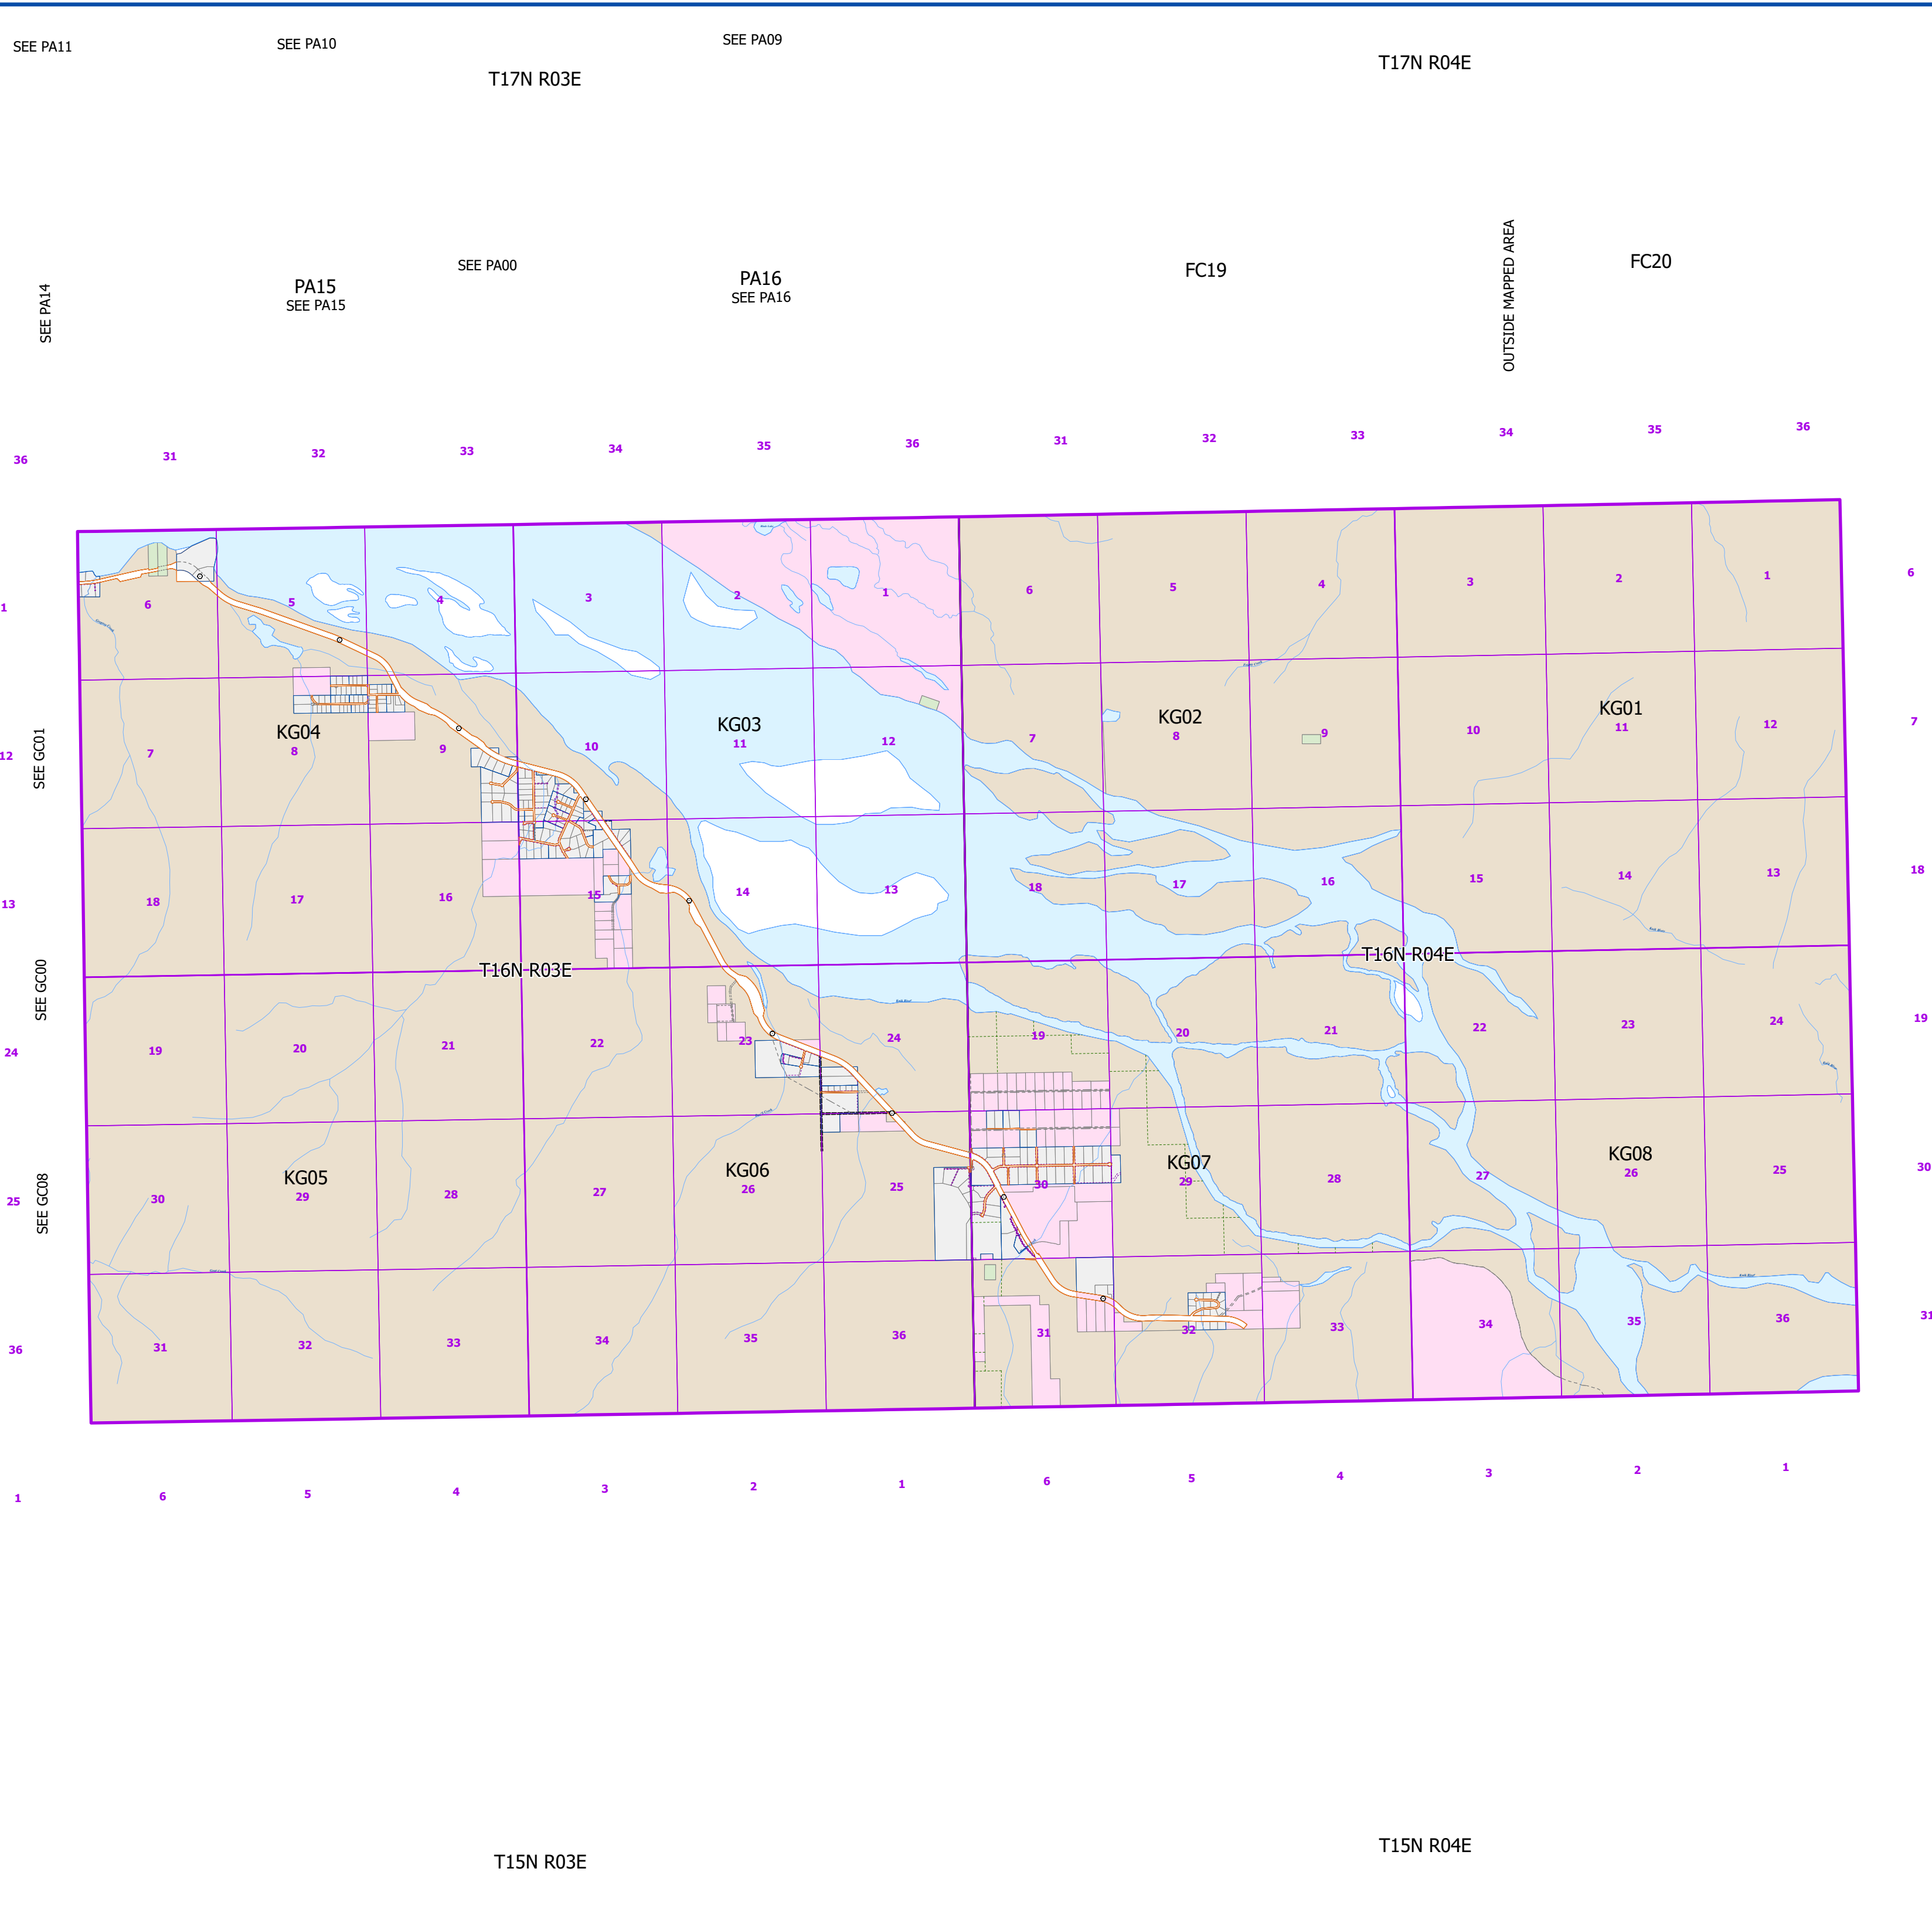 SEE PA11
SEE PA10
SEE PA09
T17N R03E
T17N R04E
SEE PA14
PA15
SEE PA15
SEE PA00
PA16
SEE PA16
FC19
OUTSIDE MAPPED AREA
FC20
36 31 32 33 34 35 36 31 32 33 34 35 36
1 6 5 4 3 2 1 6 5 4 3 2 1 6
SEE GC01
KG04
KG03
KG02
KG01
12 7 8 9 10 11 12 7 8 9 10 11 12 7
13 18 17 16 15 14 13 18 17 16 15 14 13 18
SEE GC00
T16N R03E
T16N R04E
24 19 20 21 22 23 24 19 20 21 22 23 24 19
SEE GC08
KG05
KG06
KG07
KG08
25 30 29 28 27 26 25 30 29 28 27 26 25 30
36 31 32 33 34 35 36 31 32 33 34 35 36 31
1 6 5 4 3 2 1 6 5 4 3 2 1
T15N R03E
T15N R04E